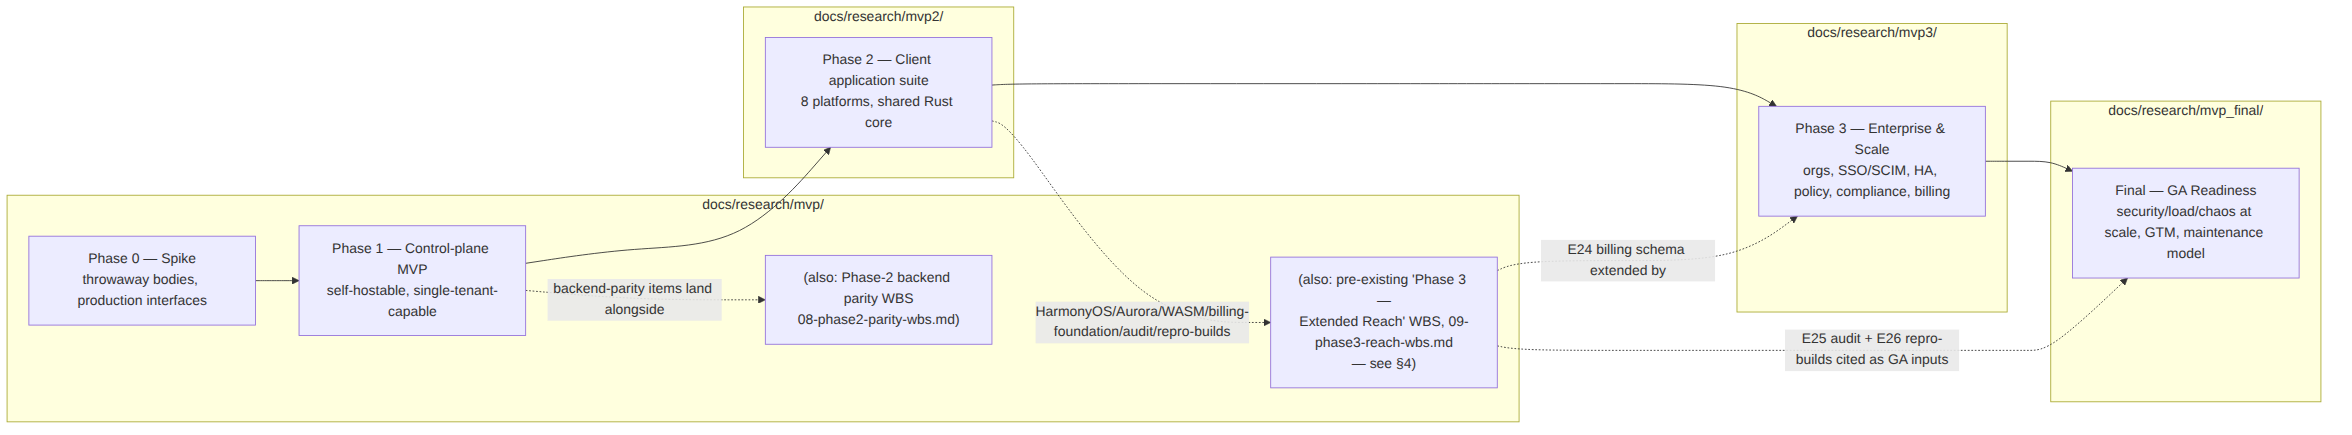 docs/research/mvp2/
Phase 2 — Client
application suite
8 platforms, shared Rust
core
docs/research/mvp3/
Phase 3 — Enterprise &
Scale
orgs, SSO/SCIM, HA,
policy, compliance, billing
docs/research/mvp_final/
Final — GA Readiness
security/load/chaos at
scale, GTM, maintenance
model
docs/research/mvp/
Phase 0 — Spike
throwaway bodies,
production interfaces
Phase 1 — Control-plane
MVP
self-hostable, single-tenant-
capable
backend-parity items land
alongside
(also: Phase-2 backend
parity WBS
08-phase2-parity-wbs.md)
HarmonyOS/Aurora/WASM/billing-
foundation/audit/repro-builds
(also: pre-existing 'Phase 3
—
Extended Reach' WBS, 09-
phase3-reach-wbs.md
— see §4)
E24 billing schema
extended by
E25 audit + E26 repro-
builds cited as GA inputs